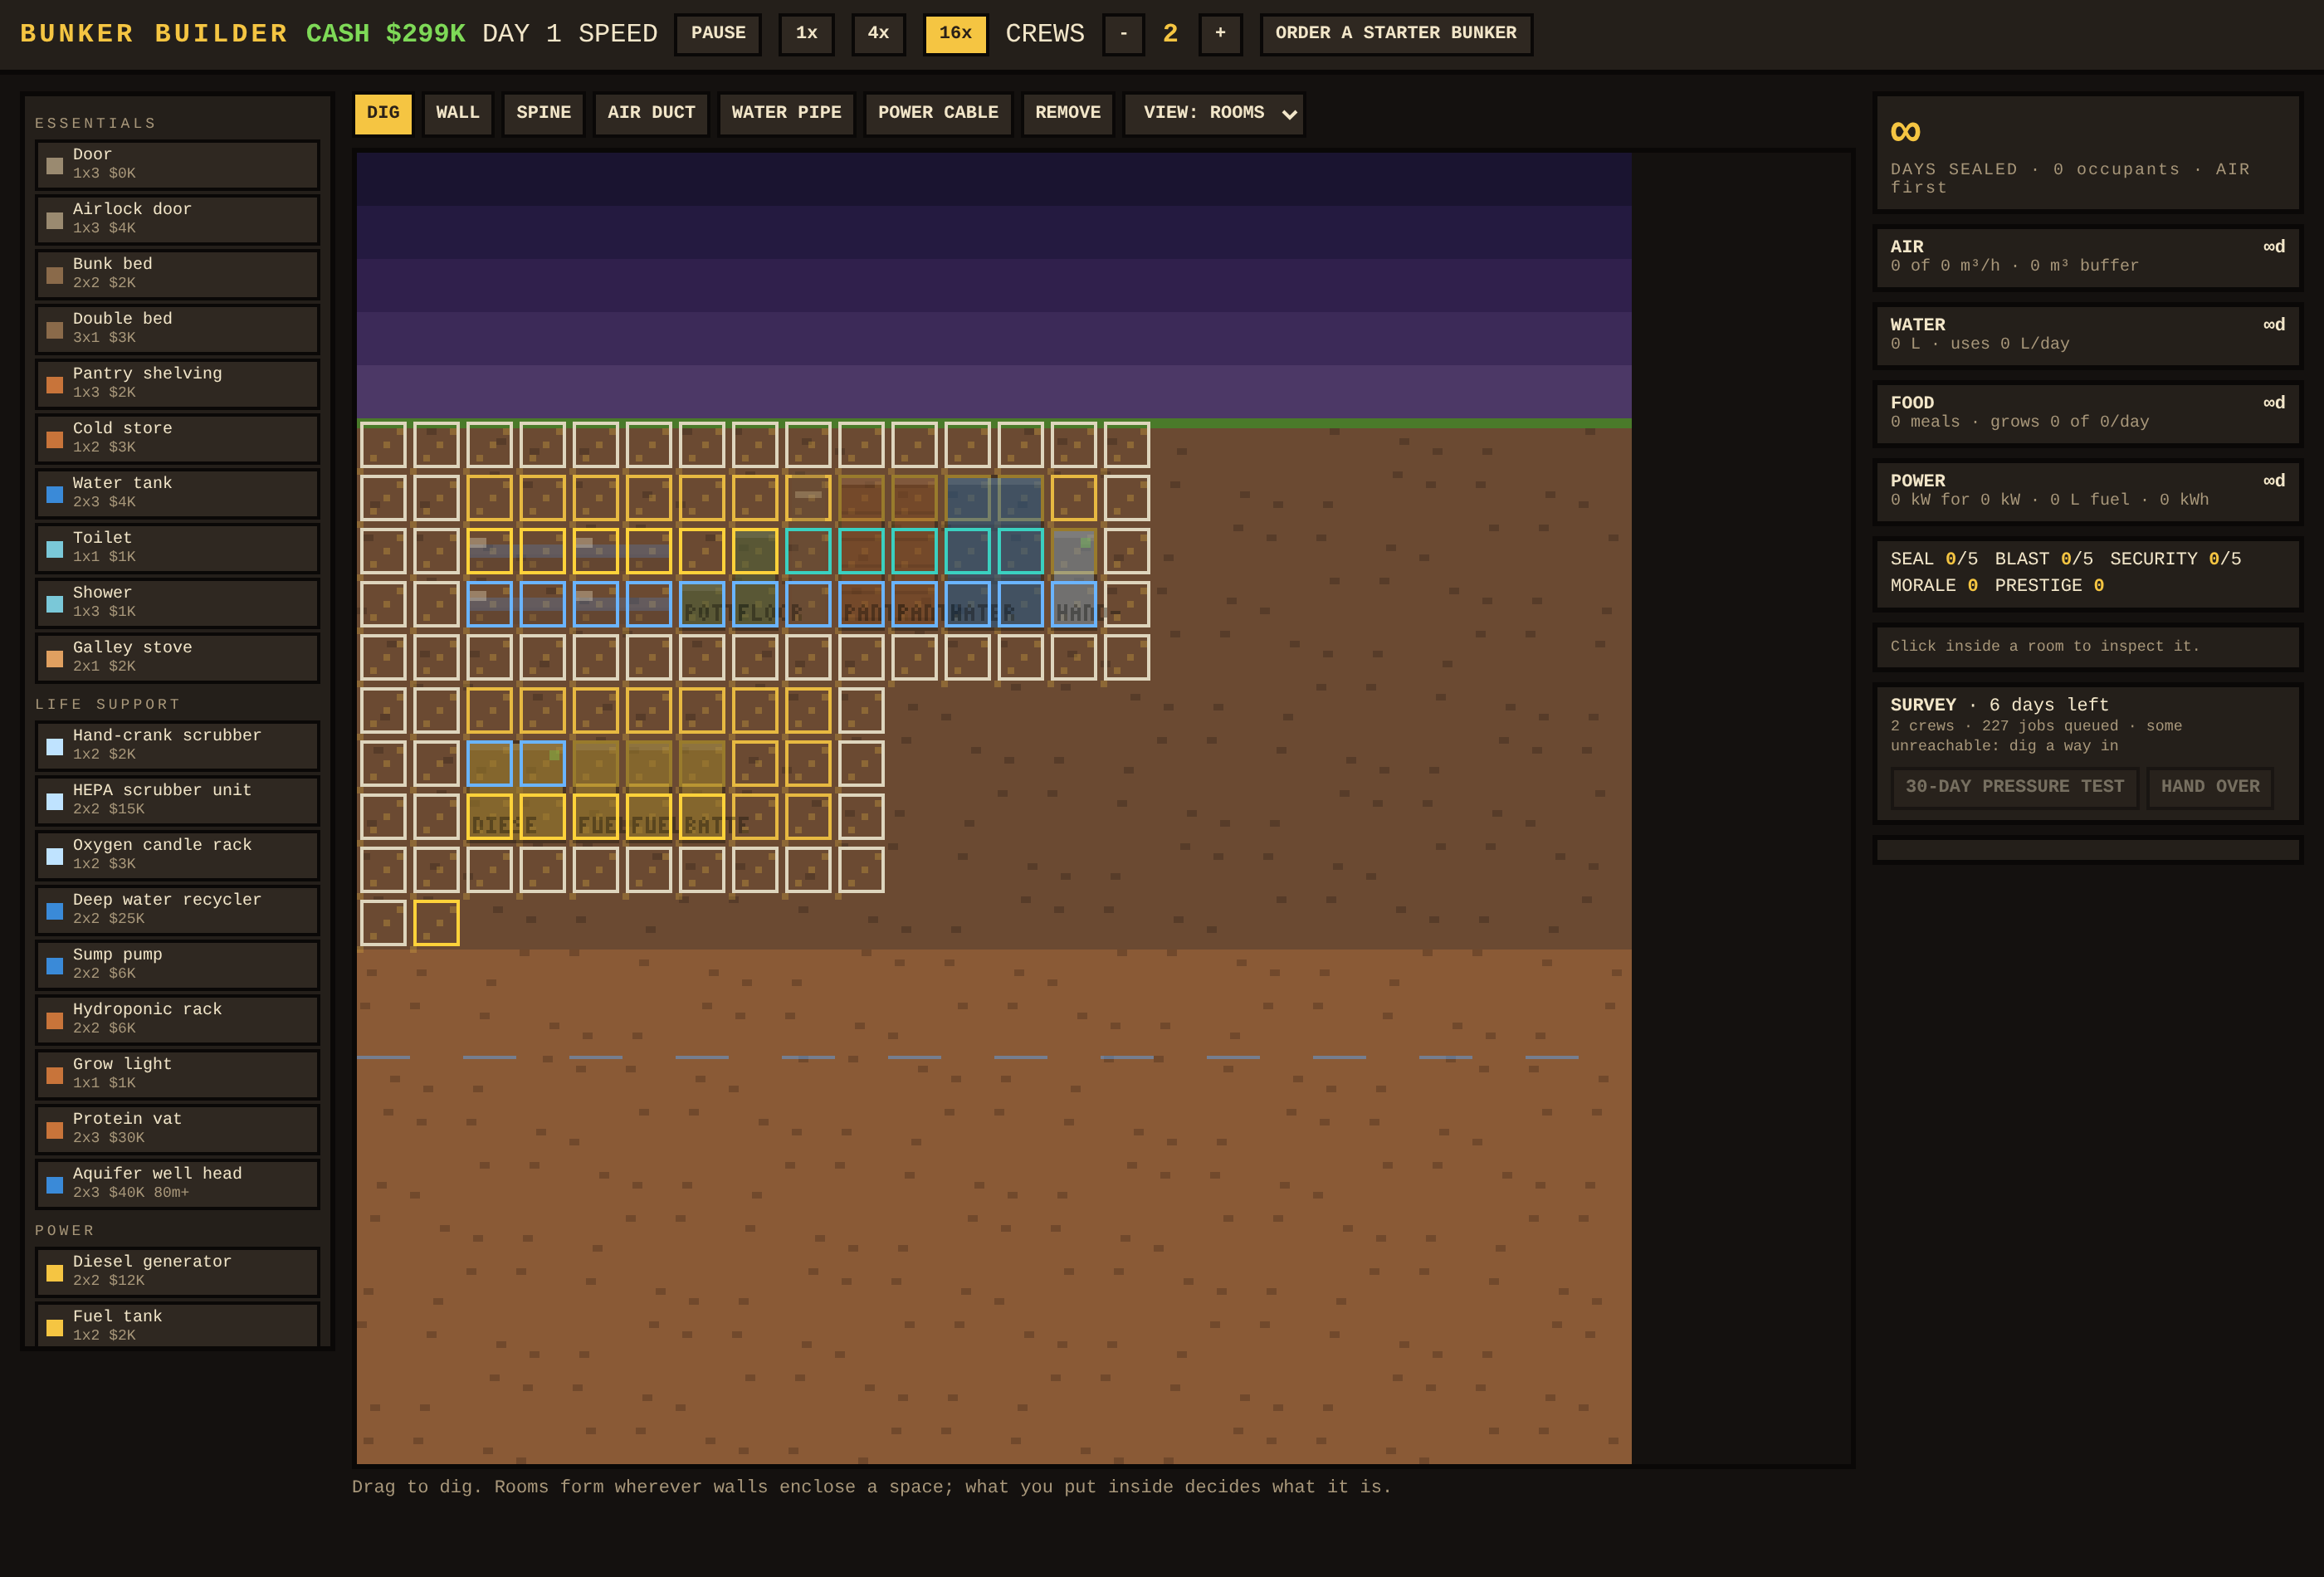 BUNKER BUILDER CASH $299K DAY 1 SPEED PAUSE 1x 4x 16x CREWS - 2 + ORDER A STARTER BUNKER
DIG WALL SPINE AIR DUCT WATER PIPE POWER CABLE REMOVE VIEW: ROOMS
ESSENTIALS
Door
1x3 $0K
Airlock door
1x3 $4K
Bunk bed
2x2 $2K
Double bed
3x1 $3K
Pantry shelving
1x3 $2K
Cold store
1x2 $3K
Water tank
2x3 $4K
Toilet
1x1 $1K
Shower
1x3 $1K
Galley stove
2x1 $2K
LIFE SUPPORT
Hand-crank scrubber
1x2 $2K
HEPA scrubber unit
2x2 $15K
Oxygen candle rack
1x2 $3K
Deep water recycler
2x2 $25K
Sump pump
2x2 $6K
Hydroponic rack
2x2 $6K
Grow light
1x1 $1K
Protein vat
2x3 $30K
Aquifer well head
2x3 $40K 80m+
POWER
Diesel generator
2x2 $12K
Fuel tank
1x2 $2K
HAND-
DIESE FUEL FUEL BATTE
Drag to dig. Rooms form wherever walls enclose a space; what you put inside decides what it is.
∞
DAYS SEALED · 0 occupants · AIR
first
AIR ∞d
0 of 0 m³/h · 0 m³ buffer
WATER ∞d
0 L · uses 0 L/day
FOOD ∞d
0 meals · grows 0 of 0/day
POWER ∞d
0 kW for 0 kW · 0 L fuel · 0 kWh
SEAL 0/5 BLAST 0/5 SECURITY 0/5
MORALE 0 PRESTIGE 0
Click inside a room to inspect it.
SURVEY · 6 days left
2 crews · 227 jobs queued · some
unreachable: dig a way in
30-DAY PRESSURE TEST HAND OVER